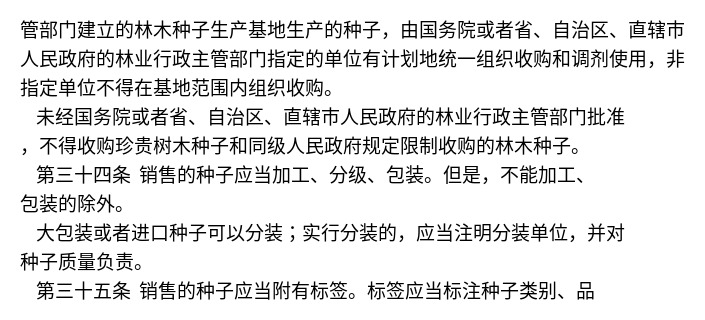 管部门建立的林木种子生产基地生产的种子，由国务院或者省、自治区、直辖市
人民政府的林业行政主管部门指定的单位有计划地统一组织收购和调剂使用，非
指定单位不得在基地范围内组织收购。
未经国务院或者省、自治区、直辖市人民政府的林业行政主管部门批准
，不得收购珍贵树木种子和同级人民政府规定限制收购的林木种子。
第三十四条 销售的种子应当加工、分级、包装。但是，不能加工、
包装的除外。
大包装或者进口种子可以分装；实行分装的，应当注明分装单位，并对
种子质量负责。
第三十五条 销售的种子应当附有标签。标签应当标注种子类别、品